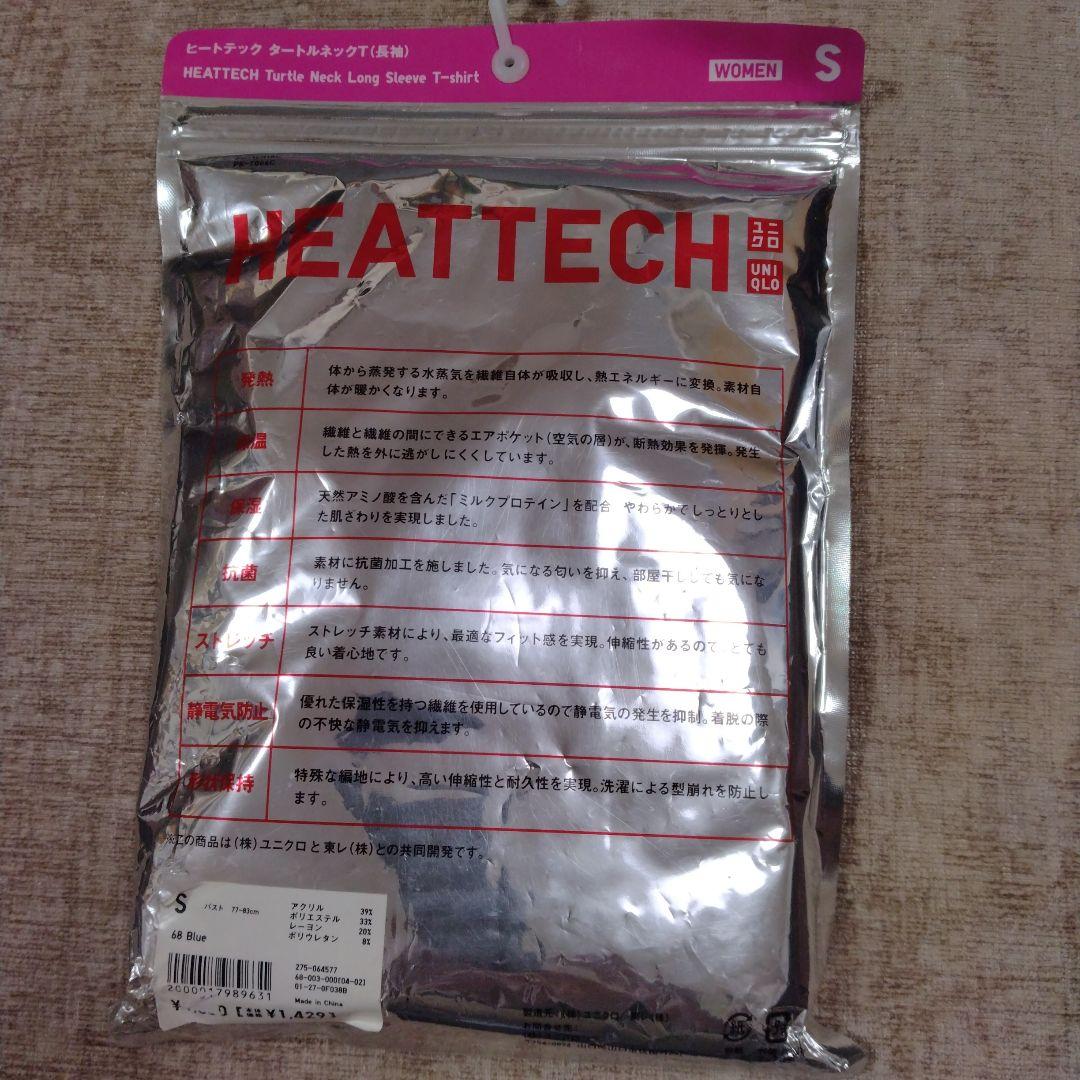 ヒートテック タートルネックT(長袖)
HEATTECH Turtle Neck Long Sleeve T-shirt
WOMEN
S
HEATTECH
ユニ
クロ
UNI
QLO
発熱
体から蒸発する水蒸気を繊維自体が吸収し、熱エネルギーに変換。素材自
体が暖かくなります。
温
繊維と繊維の間にできるエアポケット(空気の層)が、断熱効果を発揮。発生
した熱を外に逃がしにくくしています。
保湿
天然アミノ酸を含んだ「ミルクプロテイン」を配合 やわらかでしっとりとし
た肌ざわりを実現しました。
抗菌
素材に抗菌加工を施しました。気になる匂いを抑え、部屋干ししても気にな
りません。
ストレッチ
ストレッチ素材により、最適なフィット感を実現。伸縮性があるので、とても
良い着心地です。
静電気防止
優れた保湿性を持つ繊維を使用しているので静電気の発生を抑制。着脱の際
の不快な静電気を抑えます。
形状保持
特殊な編地により、高い伸縮性と耐久性を実現。洗濯による型崩れを防止し
ます。
※この商品は(株)ユニクロと東レ(株)との共同開発です。
S バスト 77-83cm
68 Blue
アクリル 39%
ポリエステル 33%
レーヨン 20%
ポリウレタン 8%
275-064577
68-003-000[04-02]
01-27-0F038B
Made in China
2000017989631
¥1,429